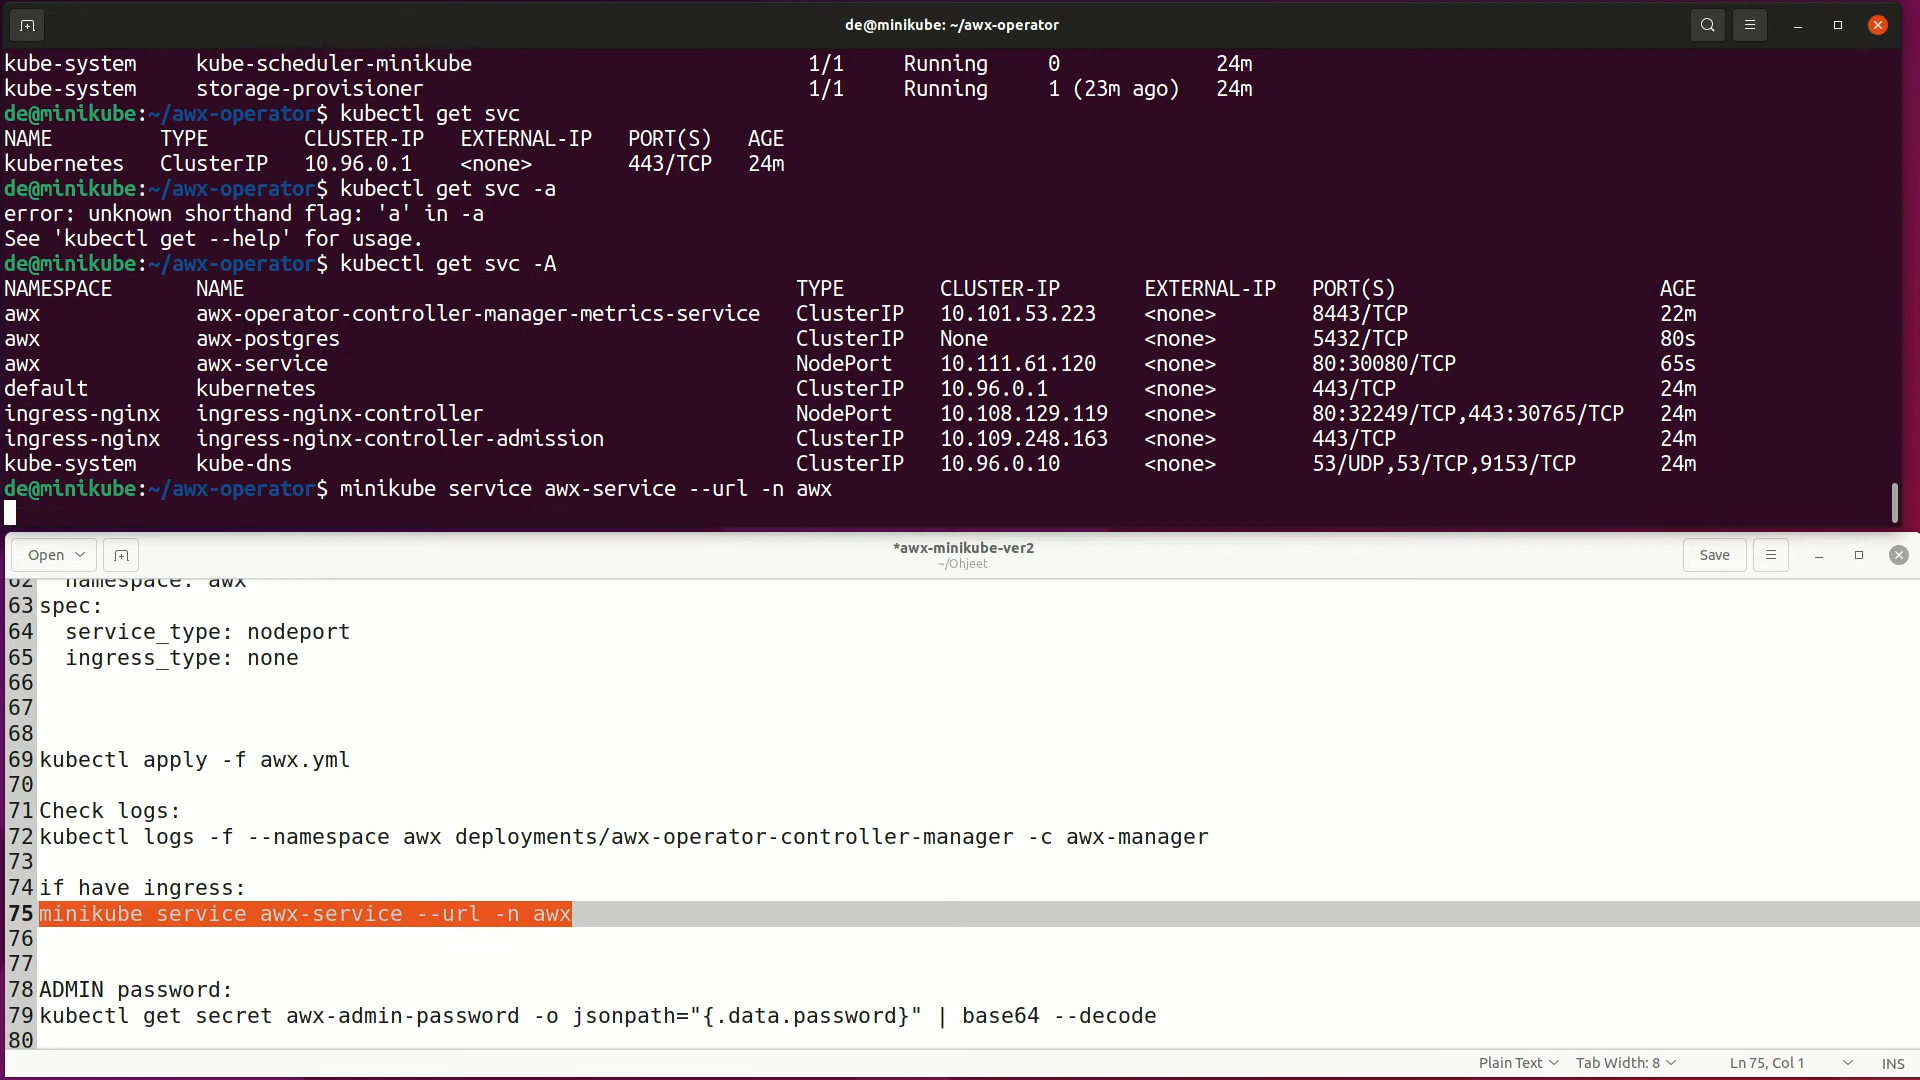 de@minikube: ~/awx-operator
kube-system     kube-scheduler-minikube                            1/1     Running     0             24m
kube-system     storage-provisioner                                1/1     Running     1 (23m ago)   24m
de@minikube:~/awx-operator$ kubectl get svc
NAME         TYPE        CLUSTER-IP   EXTERNAL-IP   PORT(S)   AGE
kubernetes   ClusterIP   10.96.0.1    <none>        443/TCP   24m
de@minikube:~/awx-operator$ kubectl get svc -a
error: unknown shorthand flag: 'a' in -a
See 'kubectl get --help' for usage.
de@minikube:~/awx-operator$ kubectl get svc -A
NAMESPACE       NAME                                              TYPE        CLUSTER-IP       EXTERNAL-IP   PORT(S)                      AGE
awx             awx-operator-controller-manager-metrics-service   ClusterIP   10.101.53.223    <none>        8443/TCP                     22m
awx             awx-postgres                                      ClusterIP   None             <none>        5432/TCP                     80s
awx             awx-service                                       NodePort    10.111.61.120    <none>        80:30080/TCP                 65s
default         kubernetes                                        ClusterIP   10.96.0.1        <none>        443/TCP                      24m
ingress-nginx   ingress-nginx-controller                          NodePort    10.108.129.119   <none>        80:32249/TCP,443:30765/TCP   24m
ingress-nginx   ingress-nginx-controller-admission                ClusterIP   10.109.248.163   <none>        443/TCP                      24m
kube-system     kube-dns                                          ClusterIP   10.96.0.10       <none>        53/UDP,53/TCP,9153/TCP       24m
de@minikube:~/awx-operator$ minikube service awx-service --url -n awx
Open
*awx-minikube-ver2
~/Ohjeet
Save
62   namespace: awx
63 spec:
64   service_type: nodeport
65   ingress_type: none
66
67
68
69 kubectl apply -f awx.yml
70
71 Check logs:
72 kubectl logs -f --namespace awx deployments/awx-operator-controller-manager -c awx-manager
73
74 if have ingress:
75 minikube service awx-service --url -n awx
76
77
78 ADMIN password:
79 kubectl get secret awx-admin-password -o jsonpath="{.data.password}" | base64 --decode
80
Plain Text   Tab Width: 8   Ln 75, Col 1   INS